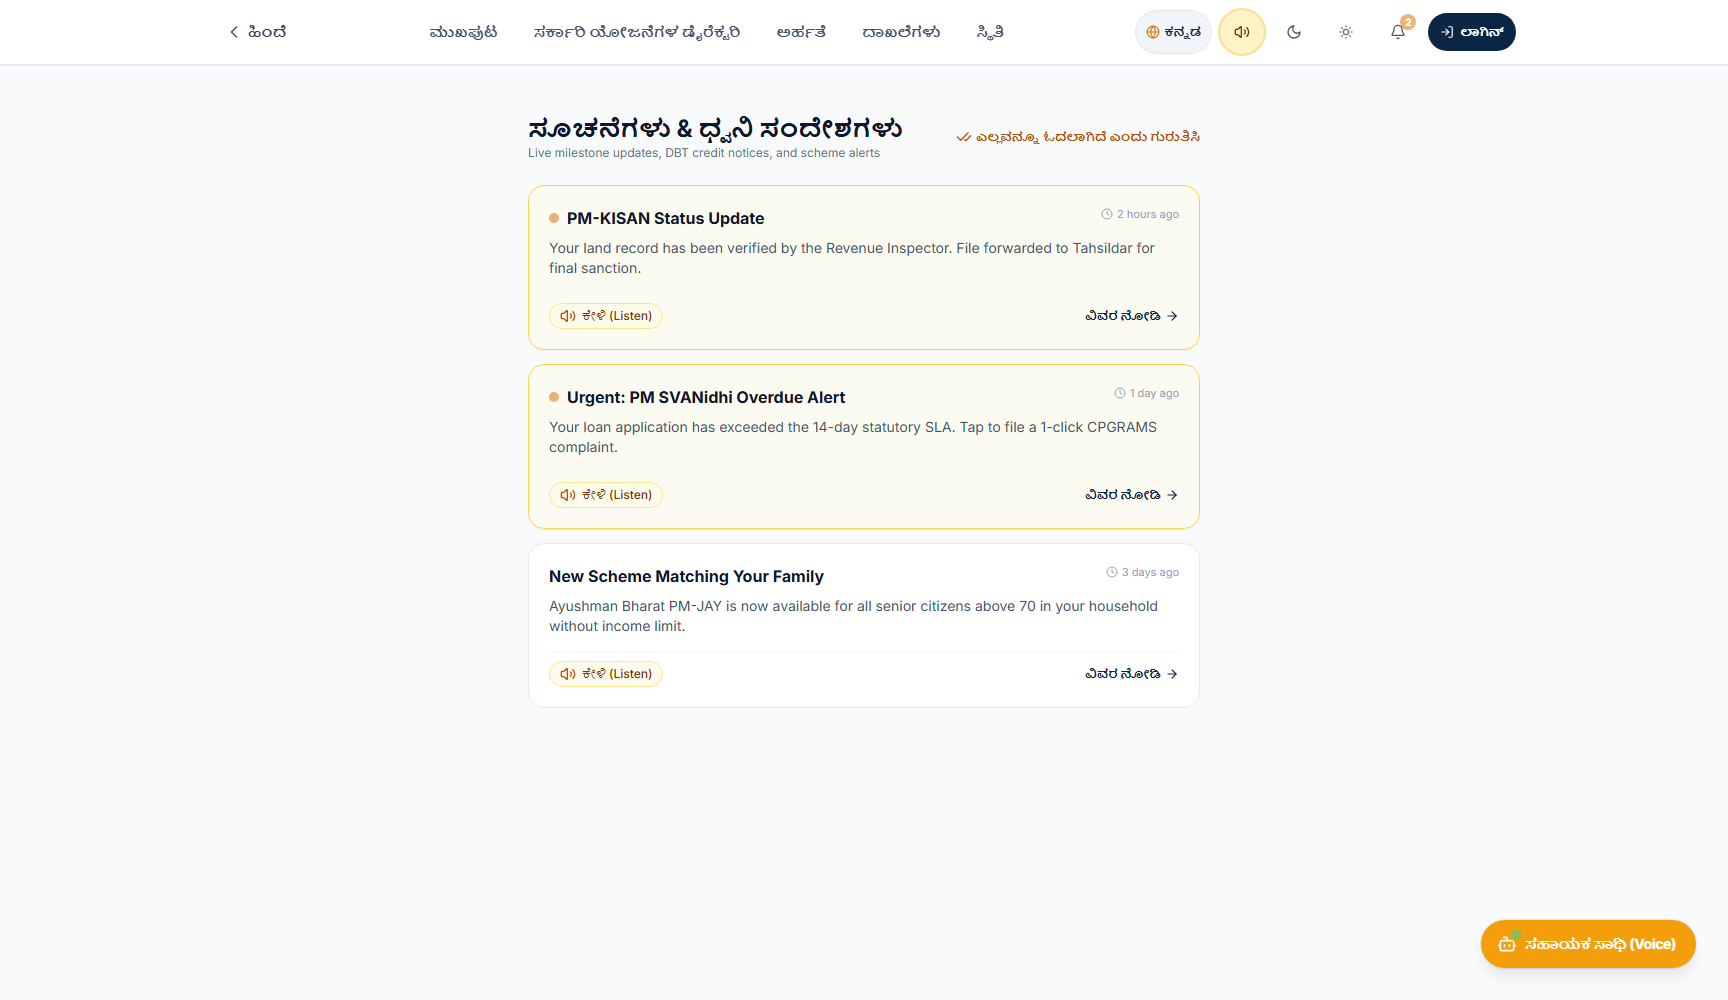 ಹಿಂದೆ
ಮುಖಪುಟ
ಸರ್ಕಾರಿ ಯೋಜನೆಗಳ ಡೈರೆಕ್ಟರಿ
ಅರ್ಹತೆ
ದಾಖಲೆಗಳು
ಸ್ಥಿತಿ
ಕನ್ನಡ
2
ಲಾಗಿನ್
ಸೂಚನೆಗಳು & ಧ್ವನಿ ಸಂದೇಶಗಳು
Live milestone updates, DBT credit notices, and scheme alerts
ಎಲ್ಲವನ್ನೂ ಓದಲಾಗಿದೆ ಎಂದು ಗುರುತಿಸಿ
PM-KISAN Status Update
2 hours ago
Your land record has been verified by the Revenue Inspector. File forwarded to Tahsildar for
final sanction.
ಕೇಳಿ (Listen)
ವಿವರ ನೋಡಿ
Urgent: PM SVANidhi Overdue Alert
1 day ago
Your loan application has exceeded the 14-day statutory SLA. Tap to file a 1-click CPGRAMS
complaint.
ಕೇಳಿ (Listen)
ವಿವರ ನೋಡಿ
New Scheme Matching Your Family
3 days ago
Ayushman Bharat PM-JAY is now available for all senior citizens above 70 in your household
without income limit.
ಕೇಳಿ (Listen)
ವಿವರ ನೋಡಿ
ಸಹಾಯಕ ಸಾಥಿ (Voice)